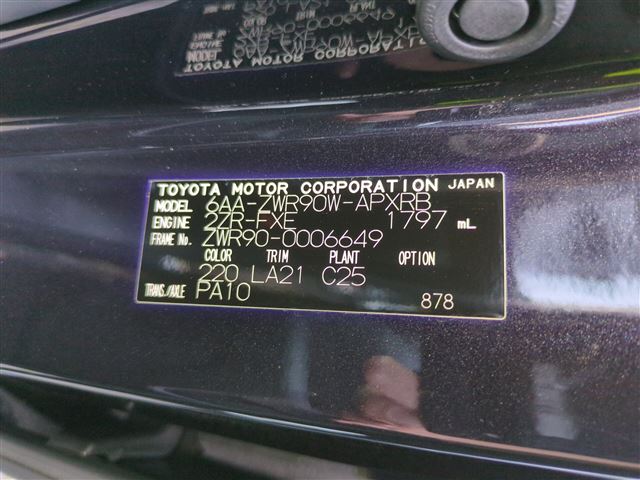 TOYOTA MOTOR CORPORATION JAPAN
MODEL 6AA-ZWR90W-APXRB
ENGINE 2ZR-FXE 1797 mL
FRAME No. ZWR90-0006649
COLOR TRIM PLANT OPTION
220 LA21 C25
TRANS./AXLE PA10 878